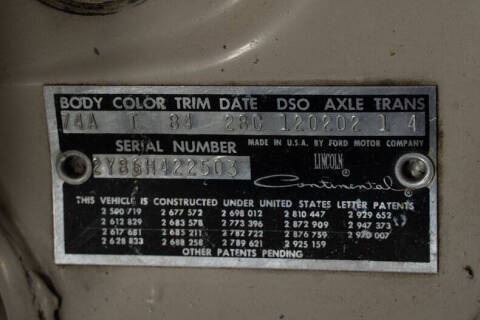 BODY COLOR TRIM DATE DSO AXLE TRANS
74A T 84 28C 120202 1 4
SERIAL NUMBER MADE IN U.S.A. BY FORD MOTOR COMPANY
2Y86H422503 LINCOLN
Continental
THIS VEHICLE IS CONSTRUCTED UNDER UNITED STATES LETTER PATENTS
2 590 719 2 677 572 2 698 012 2 810 447 2 929 652
2 612 829 2 683 578 2 773 396 2 872 909 2 947 373
2 617 681 2 685 211 2 782 722 2 876 759 2 970 007
2 628 833 2 688 258 2 789 621 2 925 159
OTHER PATENTS PENDING